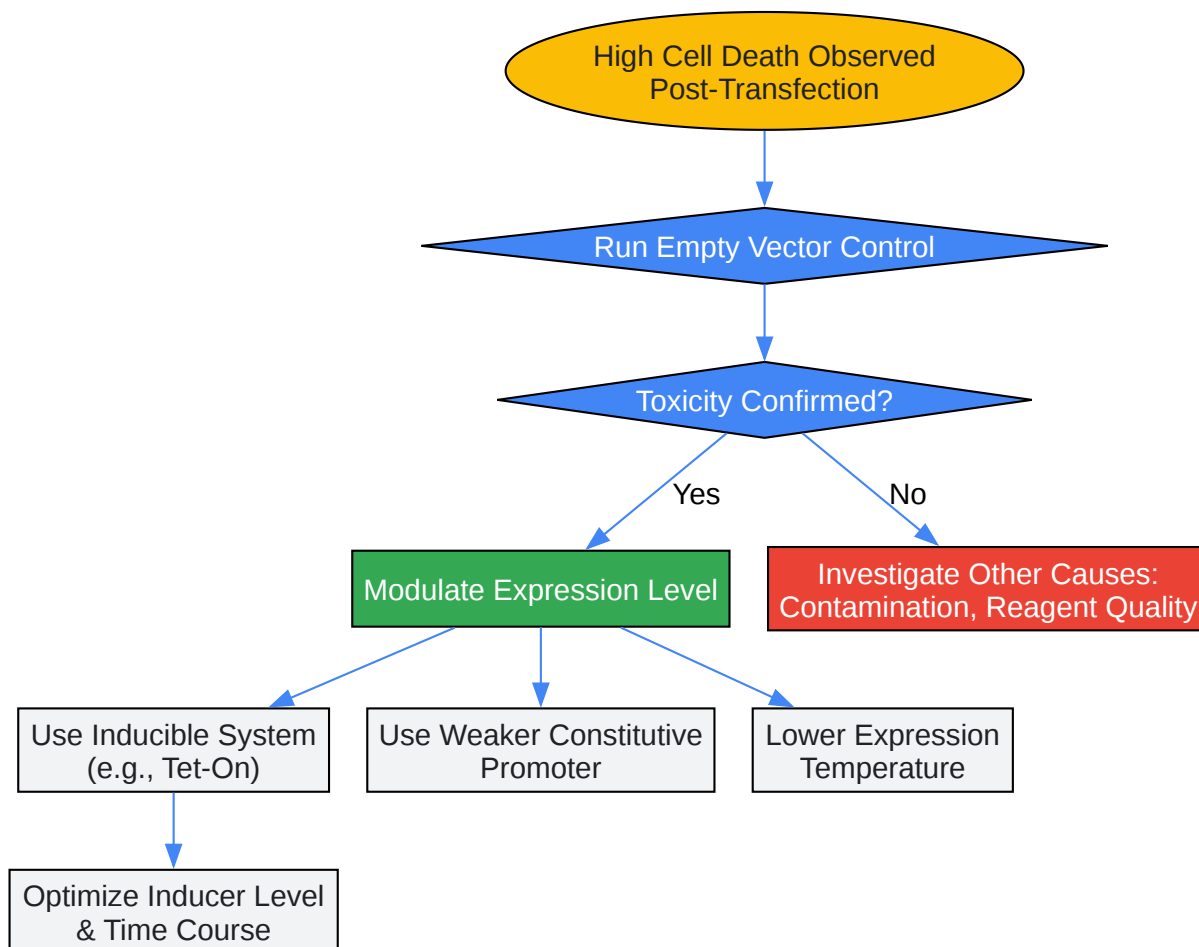 High Cell Death Observed
Post-Transfection
Run Empty Vector Control
Toxicity Confirmed?
Yes
No
Modulate Expression Level
Investigate Other Causes:
Contamination, Reagent Quality
Use Inducible System
(e.g., Tet-On)
Use Weaker Constitutive
Promoter
Lower Expression
Temperature
Optimize Inducer Level
& Time Course